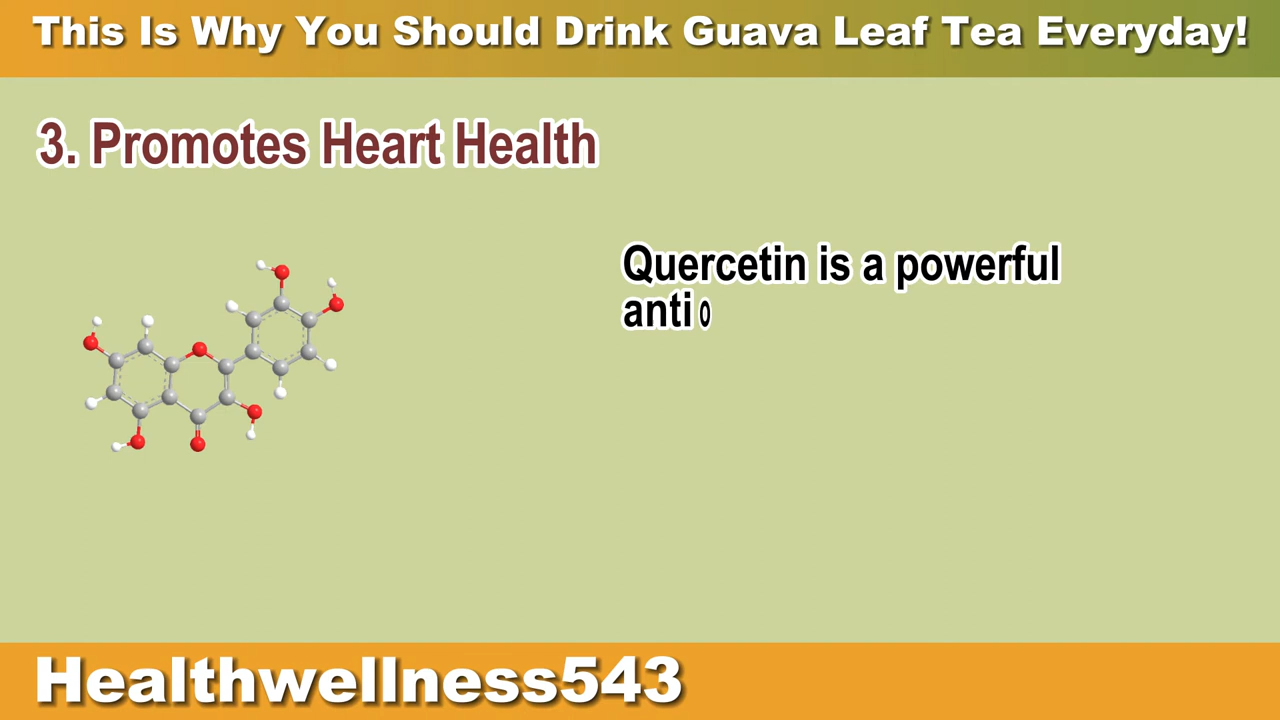 This Is Why You Should Drink Guava Leaf Tea Everyday!
3. Promotes Heart Health
Quercetin is a powerful
anti o
Healthwellness543